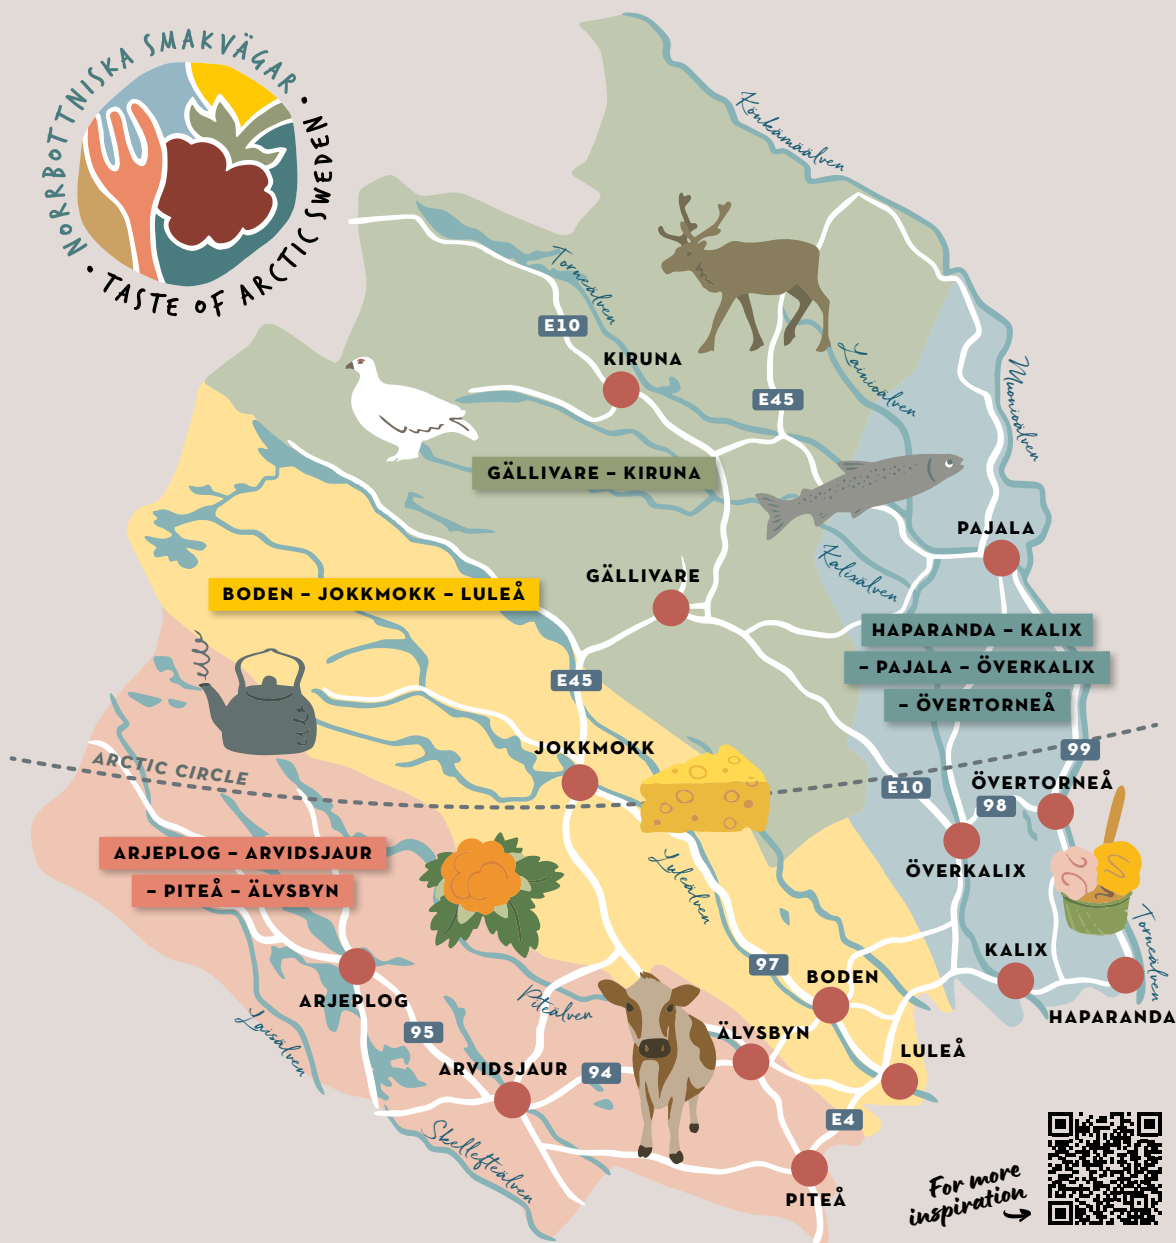 NORRBOTTNISKA SMAKVÄGAR •
TASTE OF ARCTIC SWEDEN •
Könkämäälven
Torneälven
E10
KIRUNA
Lainioälven
E45
Muonioälven
GÄLLIVARE – KIRUNA
PAJALA
Kalixälven
GÄLLIVARE
BODEN – JOKKMOKK – LULEÅ
HAPARANDA – KALIX
– PAJALA – ÖVERKALIX
– ÖVERTORNEÅ
E45
JOKKMOKK
ARCTIC CIRCLE
99
E10
ÖVERTORNEÅ
98
ÖVERKALIX
ARJEPLOG – ARVIDSJAUR
– PITEÅ – ÄLVSBYN
Luleälven
Torneälven
KALIX
97
BODEN
ARJEPLOG
Piteälven
HAPARANDA
Laisälven
95
ÄLVSBYN
LULEÅ
ARVIDSJAUR
94
E4
Skellefteälven
PITEÅ
For more
inspiration